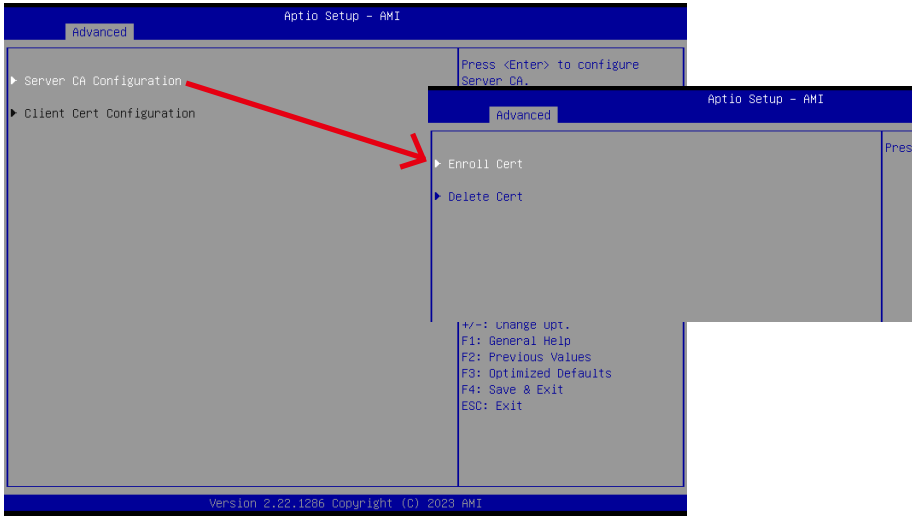 Aptio Setup – AMI
Advanced
Server CA Configuration
Client Cert Configuration
Press <Enter> to configure
Server CA.
Aptio Setup – AMI
Advanced
Enroll Cert
Delete Cert
Pres
+/-: Change Opt.
F1: General Help
F2: Previous Values
F3: Optimized Defaults
F4: Save & Exit
ESC: Exit
Version 2.22.1286 Copyright (C) 2023 AMI